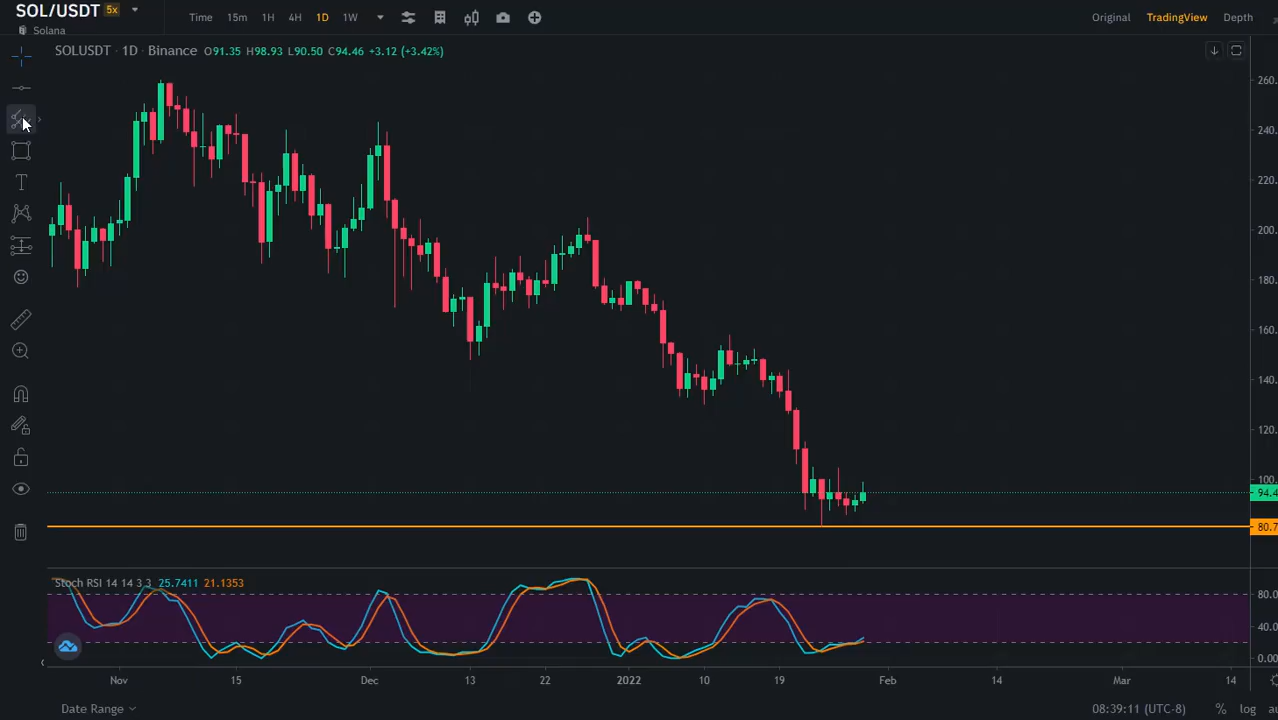 SOL/USDT 5x
Solana
Time 15m 1H 4H 1D 1W
Original TradingView Depth
SOLUSDT · 1D · Binance O91.35 H98.93 L90.50 C94.46 +3.12 (+3.42%)
260.
240.
220.
200.
180.
160.
140.
120.
100.
94.4
80.7
Stoch RSI 14 14 3 3 25.7411 21.1353
80.0
40.0
0.00
Nov 15 Dec 13 22 2022 10 19 Feb 14 Mar 14
Date Range 08:39:11 (UTC-8) % log au